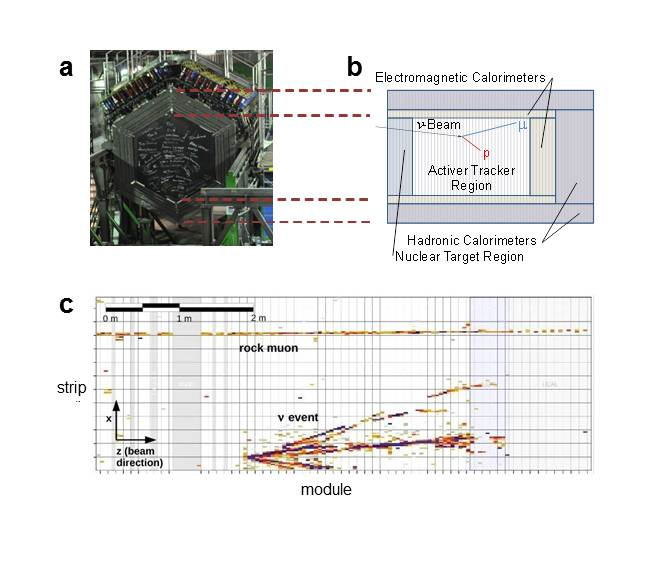 a
b
Electromagnetic Calorimeters
νBeam
μ
p
Activer Tracker
Region
Hadronic Calorimeters
Nuclear Target Region
c
0 m
1 m
2 m
rock muon
strip
ν event
x
z (beam
direction)
module